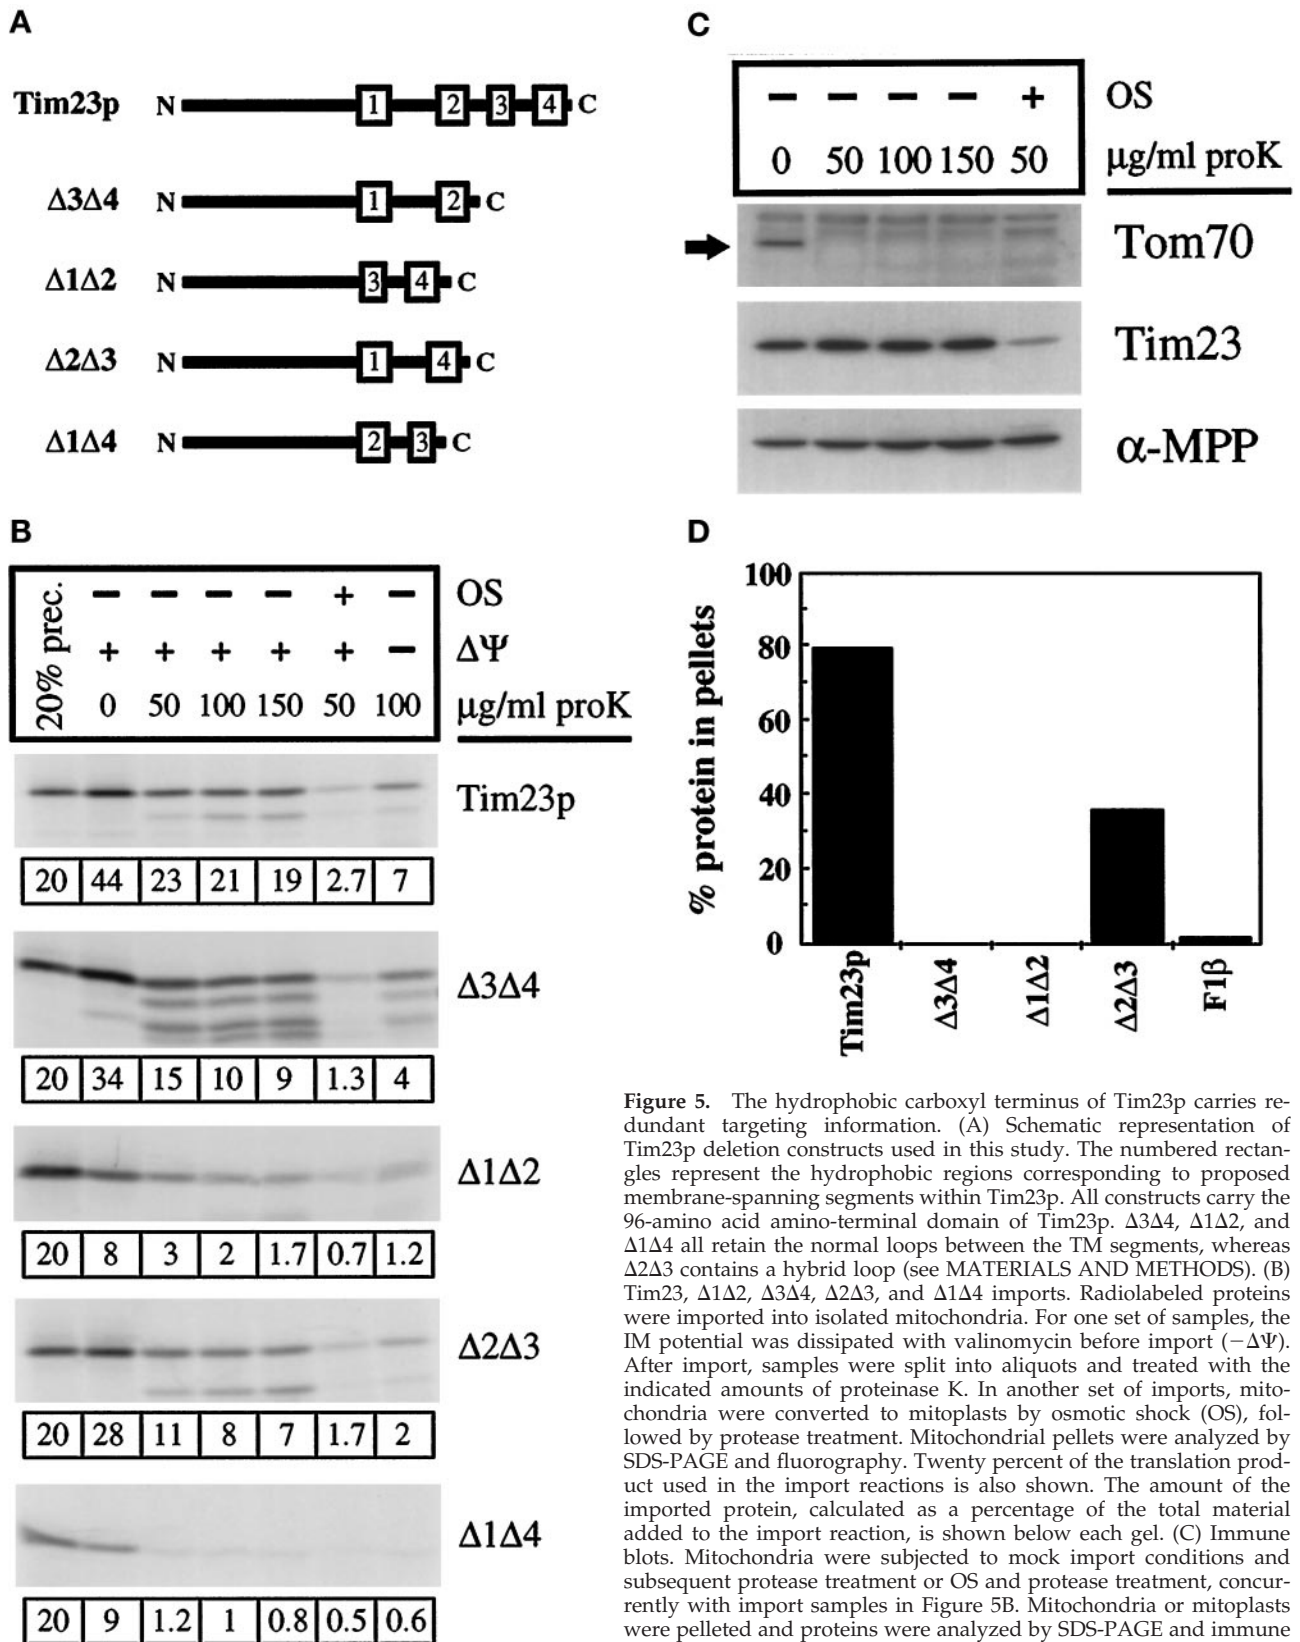 A
Tim23p N 1 2 3 4 C
Δ3Δ4 N 1 2 C
Δ1Δ2 N 3 4 C
Δ2Δ3 N 1 4 C
Δ1Δ4 N 2 3 C
B
20% prec.
− − − − + − OS
+ + + + + − ΔΨ
0 50 100 150 50 100 μg/ml proK
Tim23p
20 44 23 21 19 2.7 7
Δ3Δ4
20 34 15 10 9 1.3 4
Δ1Δ2
20 8 3 2 1.7 0.7 1.2
Δ2Δ3
20 28 11 8 7 1.7 2
Δ1Δ4
20 9 1.2 1 0.8 0.5 0.6
C
− − − − + OS
0 50 100 150 50 μg/ml proK
Tom70
Tim23
α-MPP
D
% protein in pellets
100
80
60
40
20
0
Tim23p
Δ3Δ4
Δ1Δ2
Δ2Δ3
F1β
Figure 5. The hydrophobic carboxyl terminus of Tim23p carries re-
dundant targeting information. (A) Schematic representation of
Tim23p deletion constructs used in this study. The numbered rectan-
gles represent the hydrophobic regions corresponding to proposed
membrane-spanning segments within Tim23p. All constructs carry the
96-amino acid amino-terminal domain of Tim23p. Δ3Δ4, Δ1Δ2, and
Δ1Δ4 all retain the normal loops between the TM segments, whereas
Δ2Δ3 contains a hybrid loop (see MATERIALS AND METHODS). (B)
Tim23, Δ1Δ2, Δ3Δ4, Δ2Δ3, and Δ1Δ4 imports. Radiolabeled proteins
were imported into isolated mitochondria. For one set of samples, the
IM potential was dissipated with valinomycin before import (−ΔΨ).
After import, samples were split into aliquots and treated with the
indicated amounts of proteinase K. In another set of imports, mito-
chondria were converted to mitoplasts by osmotic shock (OS), fol-
lowed by protease treatment. Mitochondrial pellets were analyzed by
SDS-PAGE and fluorography. Twenty percent of the translation prod-
uct used in the import reactions is also shown. The amount of the
imported protein, calculated as a percentage of the total material
added to the import reaction, is shown below each gel. (C) Immune
blots. Mitochondria were subjected to mock import conditions and
subsequent protease treatment or OS and protease treatment, concur-
rently with import samples in Figure 5B. Mitochondria or mitoplasts
were pelleted and proteins were analyzed by SDS-PAGE and immune